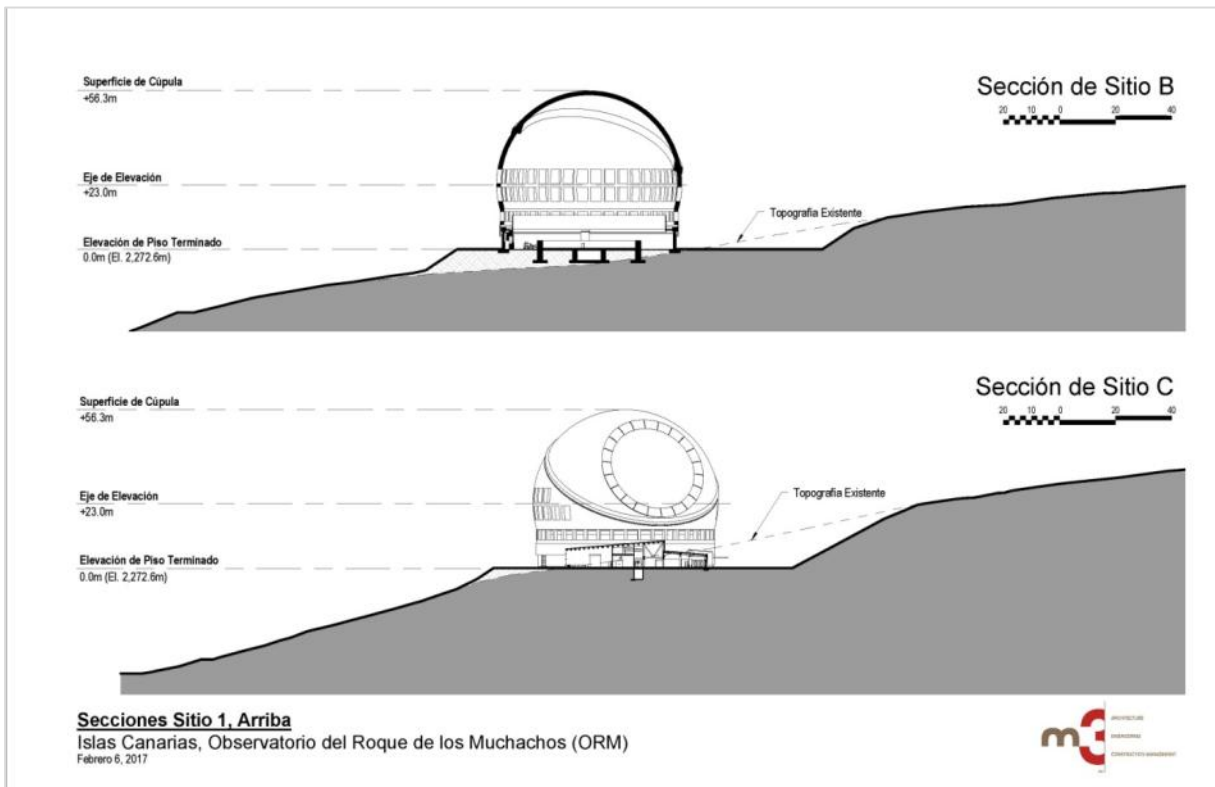 Superficie de Cúpula
+56.3m
Sección de Sitio B
20 10 0 20 40
Eje de Elevación
+23.0m
Topografía Existente
Elevación de Piso Terminado
0.0m (El. 2,272.6m)
Sección de Sitio C
20 10 0 20 40
Superficie de Cúpula
+56.3m
Eje de Elevación
+23.0m
Topografía Existente
Elevación de Piso Terminado
0.0m (El. 2,272.6m)
Secciones Sitio 1, Arriba
Islas Canarias, Observatorio del Roque de los Muchachos (ORM)
Febrero 6, 2017
m3
ARCHITECTURE
ENGINEERING
CONSTRUCTION MANAGEMENT